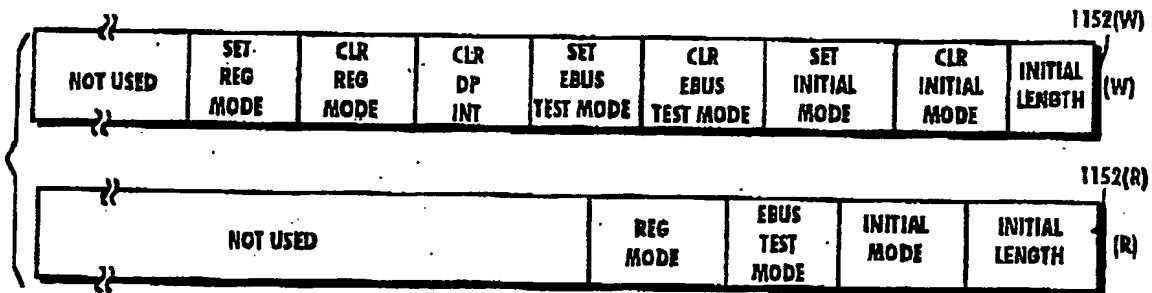 1152(W)
NOT USED
SET
REG
MODE
CLR
REG
MODE
CLR
DP
INT
SET
EBUS
TEST MODE
CLR
EBUS
TEST MODE
SET
INITIAL
MODE
CLR
INITIAL
MODE
INITIAL
LENGTH
(W)
1152(R)
NOT USED
REG
MODE
EBUS
TEST
MODE
INITIAL
MODE
INITIAL
LENGTH
(R)